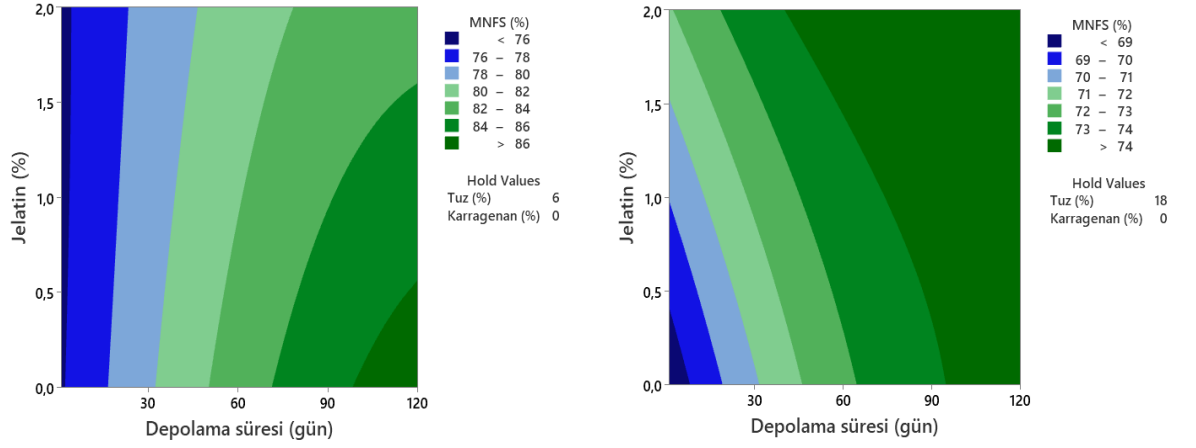 2,0
1,5
1,0
0,5
0,0
30
60
90
120
Jelatin (%)
Depolama süresi (gün)
MNFS (%)
< 76
76 – 78
78 – 80
80 – 82
82 – 84
84 – 86
> 86
Hold Values
Tuz (%) 6
Karragenan (%) 0
2,0
1,5
1,0
0,5
0,0
30
60
90
120
Jelatin (%)
Depolama süresi (gün)
MNFS (%)
< 69
69 – 70
70 – 71
71 – 72
72 – 73
73 – 74
> 74
Hold Values
Tuz (%) 18
Karragenan (%) 0